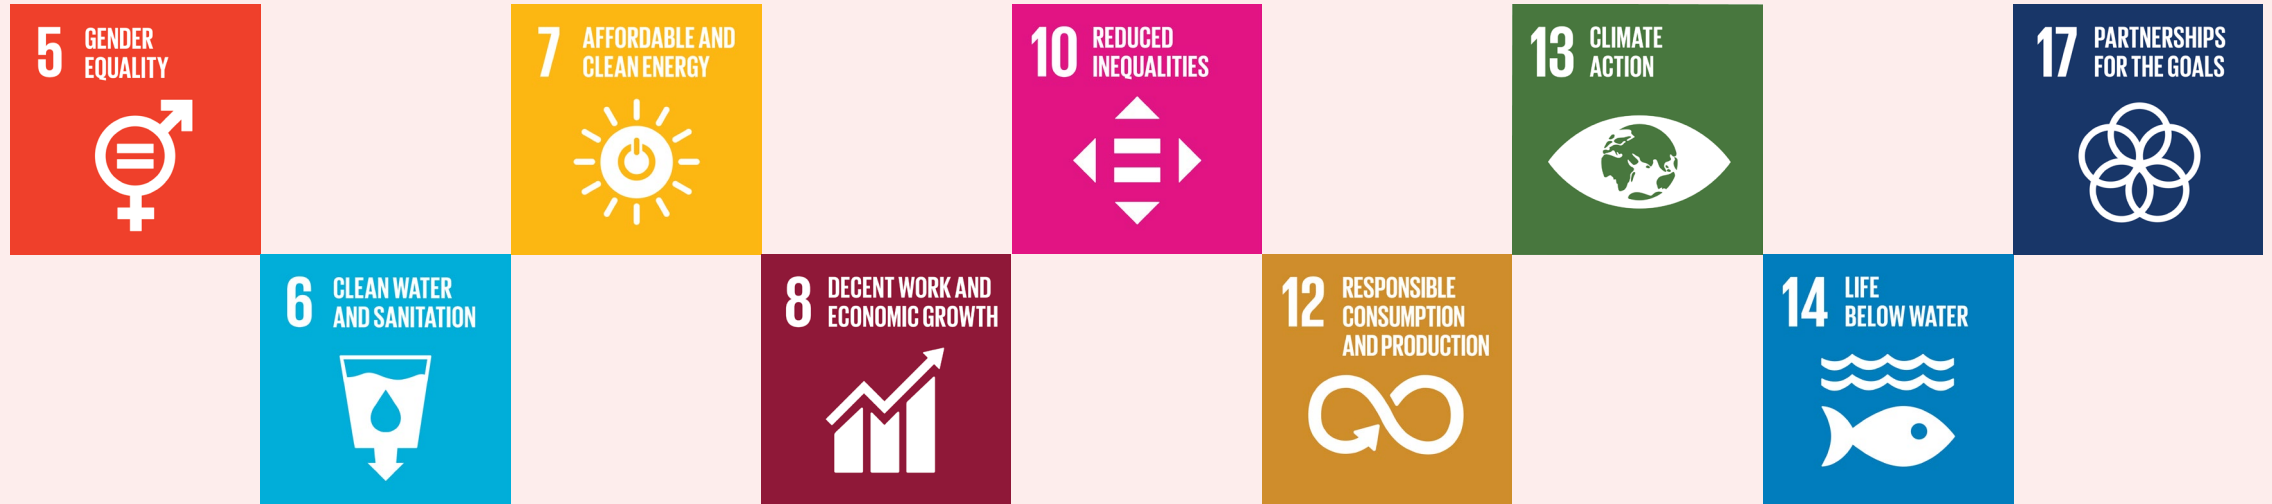 5 GENDER
EQUALITY
6 CLEAN WATER
AND SANITATION
7 AFFORDABLE AND
CLEAN ENERGY
8 DECENT WORK AND
ECONOMIC GROWTH
10 REDUCED
INEQUALITIES
12 RESPONSIBLE
CONSUMPTION
AND PRODUCTION
13 CLIMATE
ACTION
14 LIFE
BELOW WATER
17 PARTNERSHIPS
FOR THE GOALS